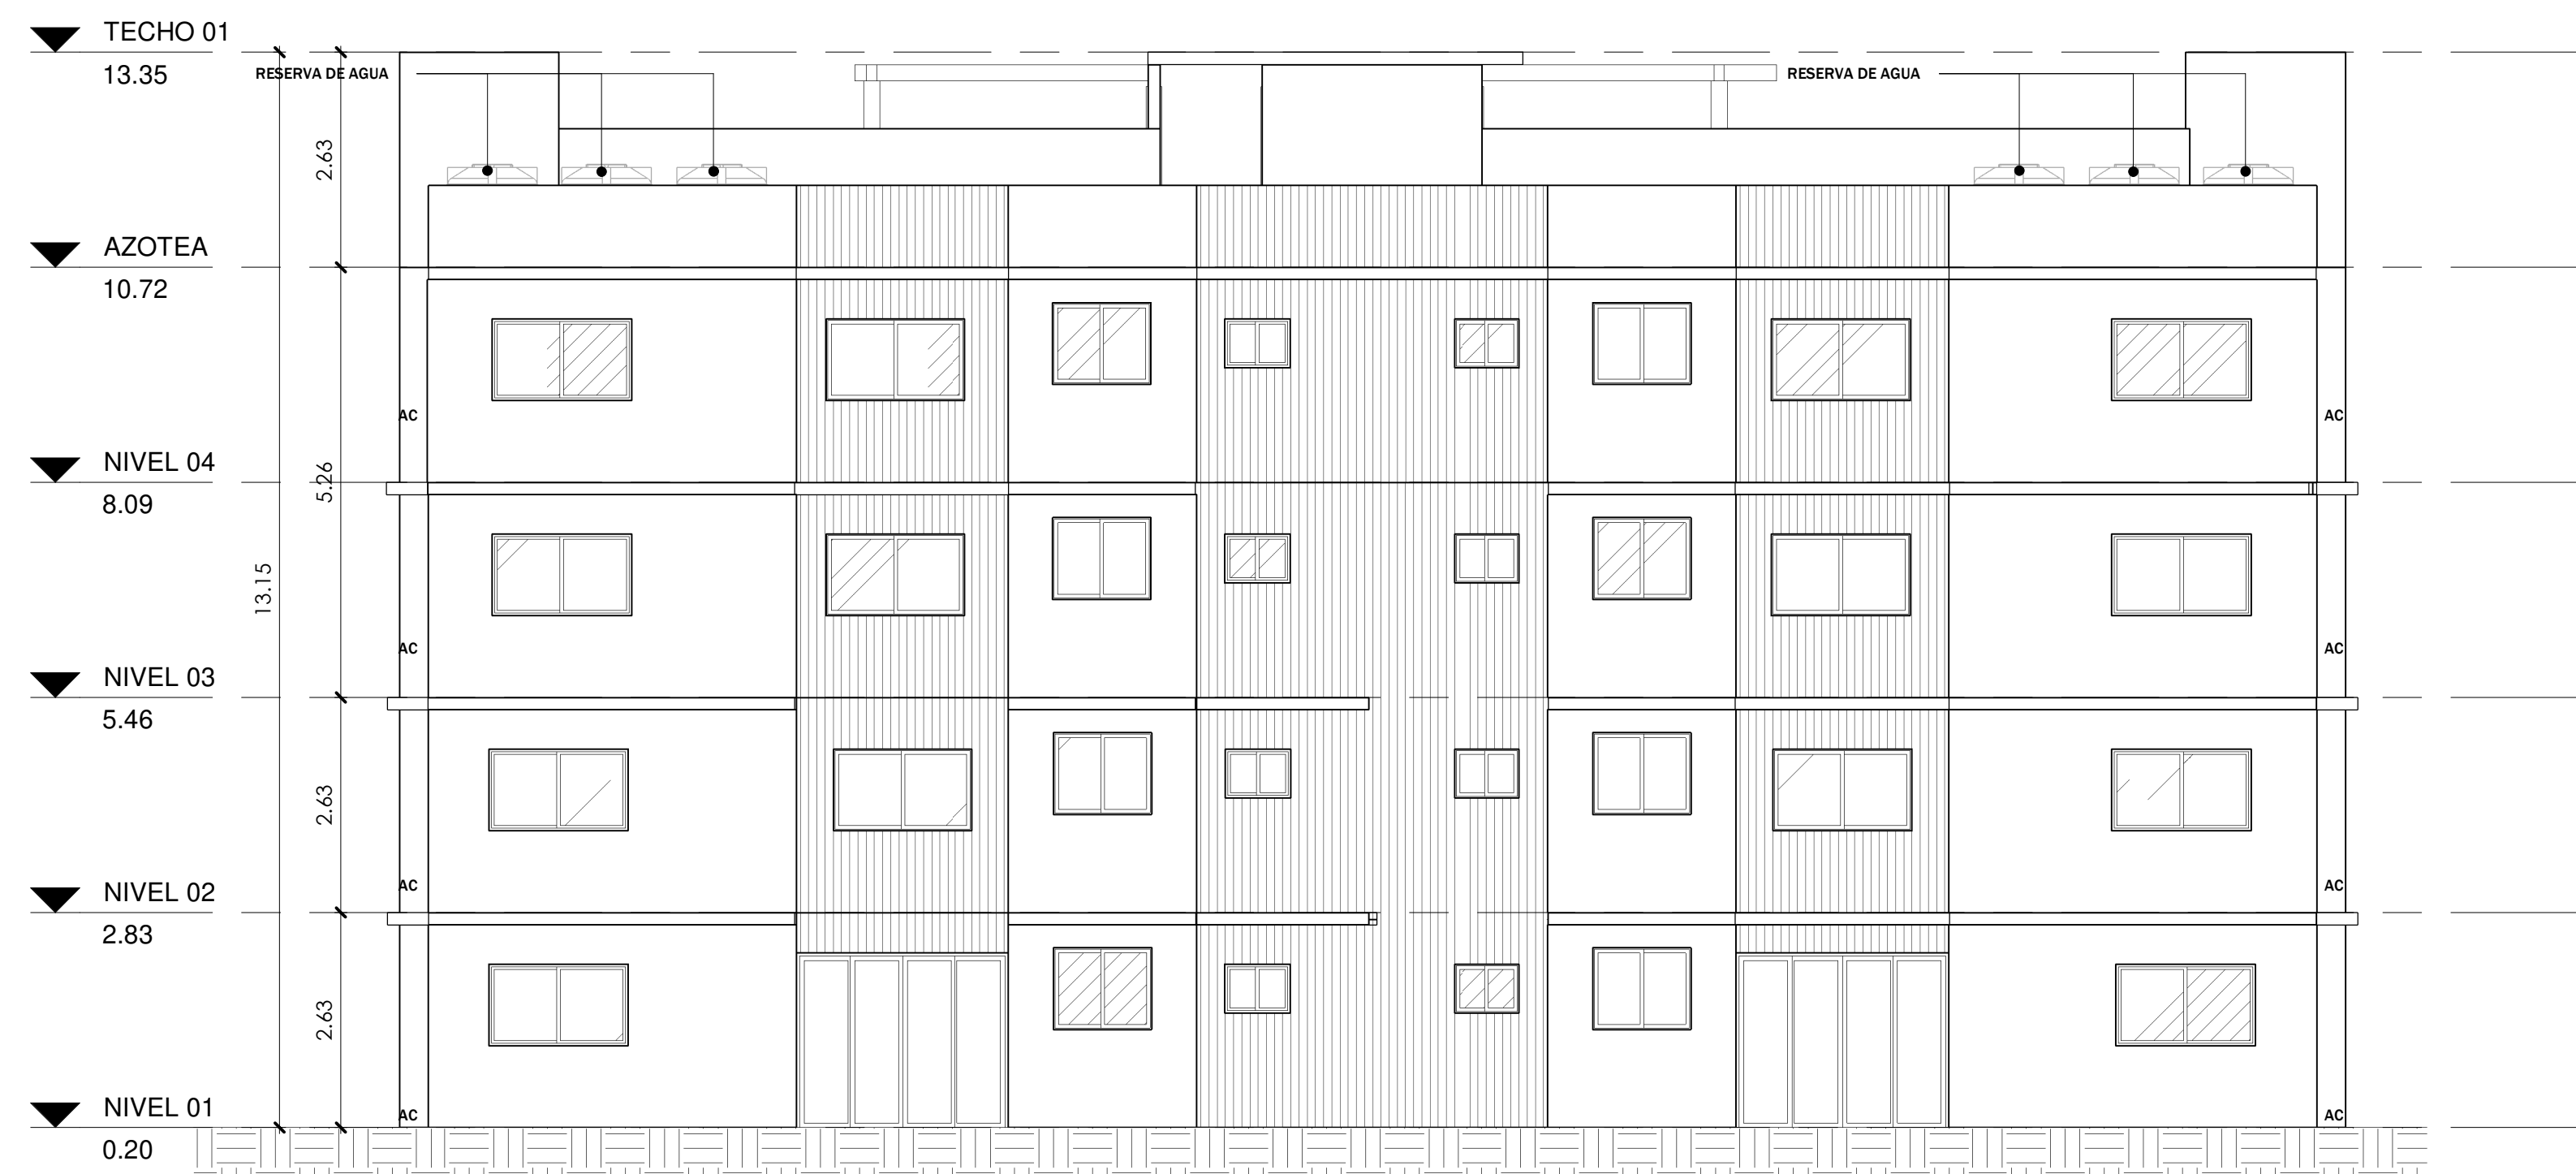 TECHO 01
13.35
RESERVA DE AGUA
RESERVA DE AGUA
2.63
AZOTEA
10.72
AC
AC
NIVEL 04
8.09
5.26
13.15
AC
AC
NIVEL 03
5.46
2.63
AC
AC
NIVEL 02
2.83
2.63
AC
AC
NIVEL 01
0.20